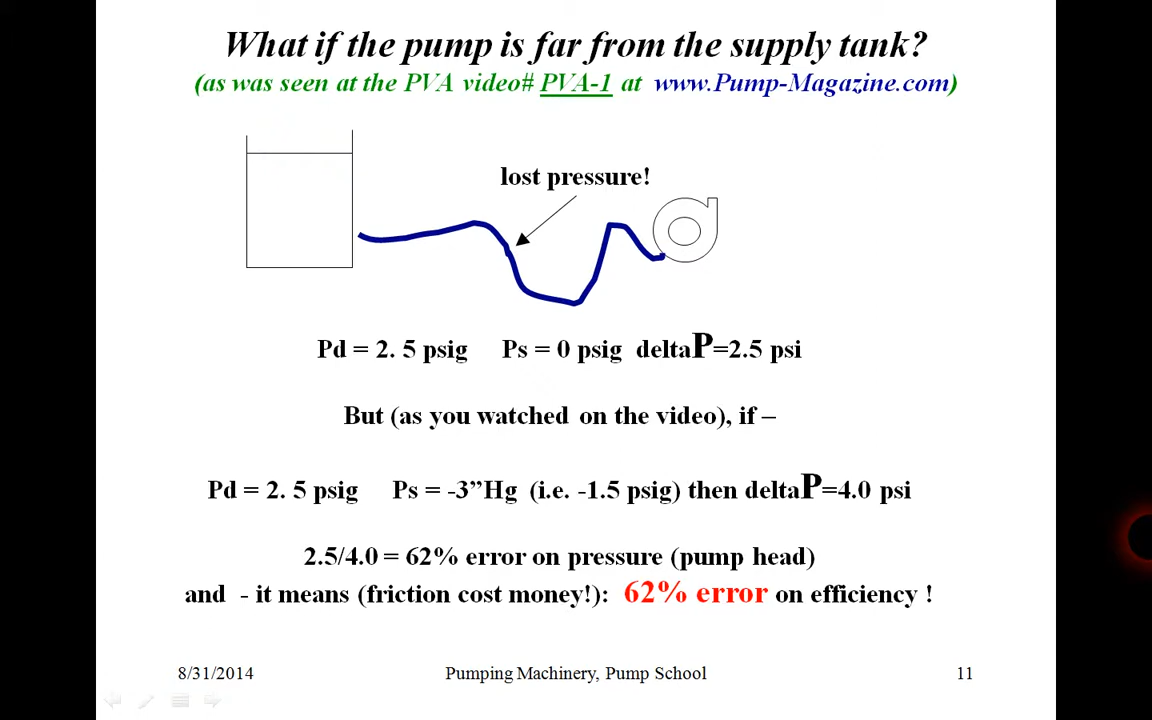 What if the pump is far from the supply tank?
(as was seen at the PVA video# PVA-1 at www.Pump-Magazine.com)
lost pressure!
Pd = 2. 5 psig Ps = 0 psig deltaP=2.5 psi
But (as you watched on the video), if –
Pd = 2. 5 psig Ps = -3”Hg (i.e. -1.5 psig) then deltaP=4.0 psi
2.5/4.0 = 62% error on pressure (pump head)
and - it means (friction cost money!): 62% error on efficiency !
8/31/2014 Pumping Machinery, Pump School 11